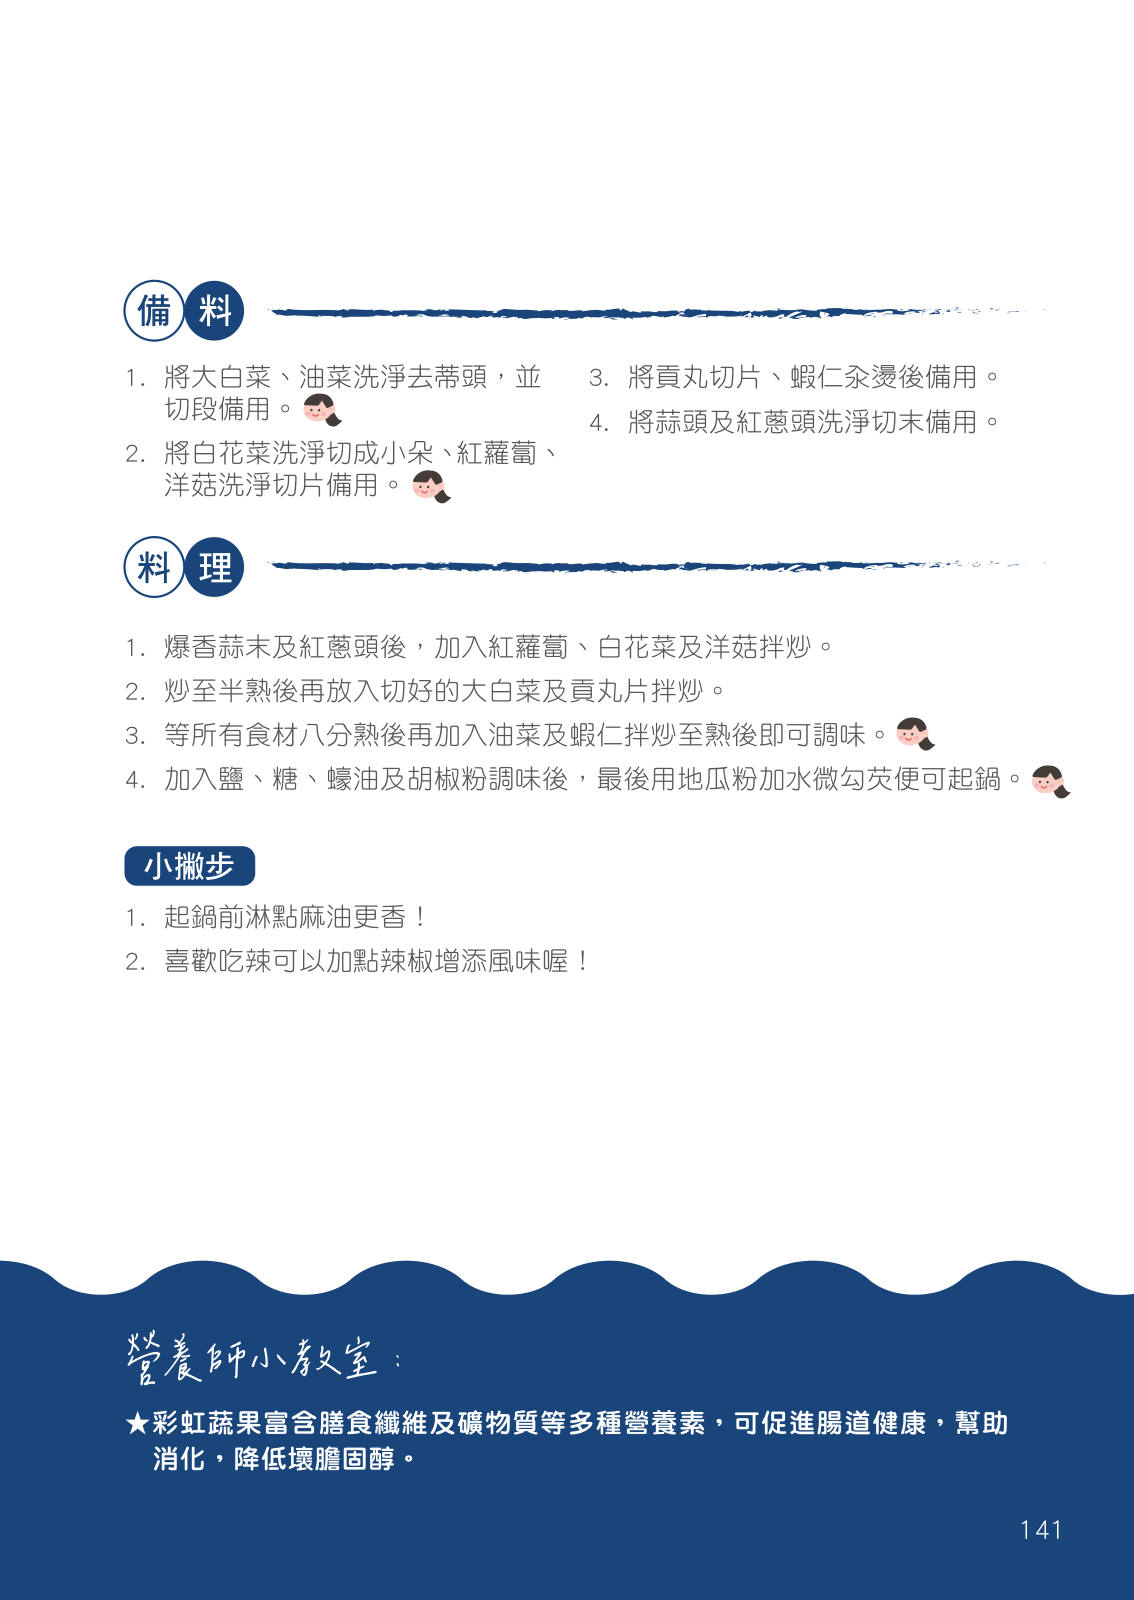 備料
1. 將大白菜、油菜洗淨去蒂頭，並
切段備用。
2. 將白花菜洗淨切成小朵、紅蘿蔔、
洋菇洗淨切片備用。
3. 將貢丸切片、蝦仁汆燙後備用。
4. 將蒜頭及紅蔥頭洗淨切末備用。
料理
1. 爆香蒜末及紅蔥頭後，加入紅蘿蔔、白花菜及洋菇拌炒。
2. 炒至半熟後再放入切好的大白菜及貢丸片拌炒。
3. 等所有食材八分熟後再加入油菜及蝦仁拌炒至熟後即可調味。
4. 加入鹽、糖、蠔油及胡椒粉調味後，最後用地瓜粉加水微勾芡便可起鍋。
小撇步
1. 起鍋前淋點麻油更香！
2. 喜歡吃辣可以加點辣椒增添風味喔！
營養師小教室：
★彩虹蔬果富含膳食纖維及礦物質等多種營養素，可促進腸道健康，幫助
消化，降低壞膽固醇。
141